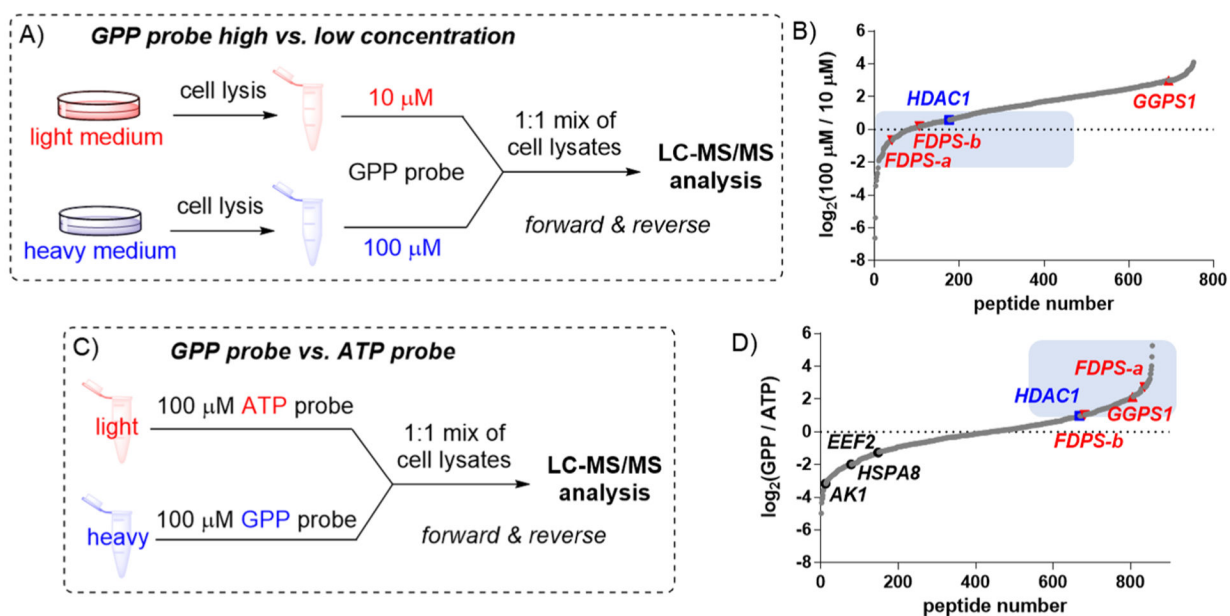 A)
GPP probe high vs. low concentration
light medium
cell lysis
10 μM
GPP probe
heavy medium
cell lysis
100 μM
1:1 mix of
cell lysates
LC-MS/MS
analysis
forward & reverse
B)
log2(100 μM / 10 μM)
6
4
2
0
-2
-4
-6
-8
HDAC1
GGPS1
FDPS-b
FDPS-a
0
200
400
600
800
peptide number
C)
GPP probe vs. ATP probe
light
100 μM ATP probe
heavy
100 μM GPP probe
1:1 mix of
cell lysates
LC-MS/MS
analysis
forward & reverse
D)
log2(GPP / ATP)
6
4
2
0
-2
-4
-6
-8
FDPS-a
HDAC1
GGPS1
FDPS-b
EEF2
HSPA8
AK1
0
200
400
600
800
peptide number